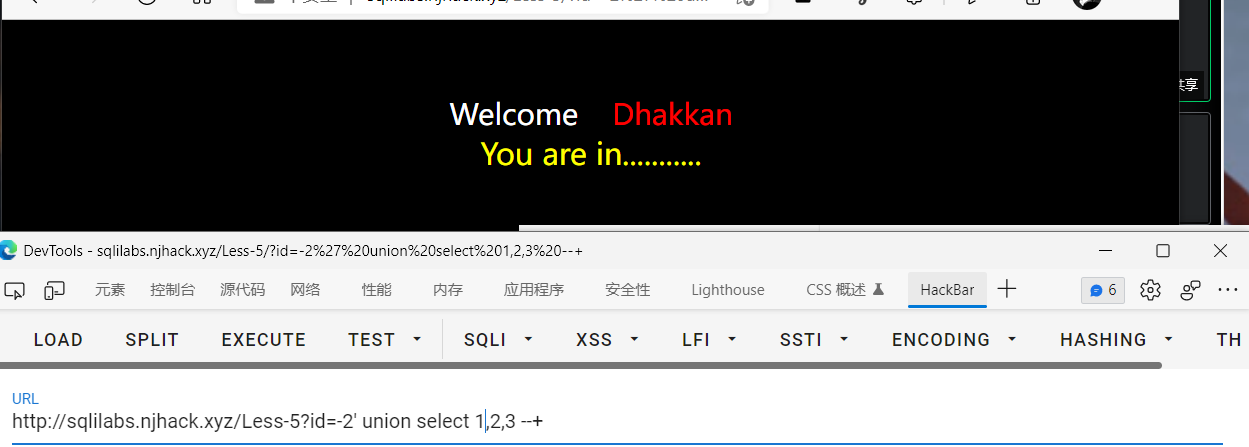 共享
Welcome Dhakkan
You are in...........
DevTools - sqlilabs.njhack.xyz/Less-5/?id=-2%27%20union%20select%201,2,3%20--+
元素 控制台 源代码 网络 性能 内存 应用程序 安全性 Lighthouse CSS 概述 HackBar 6
LOAD SPLIT EXECUTE TEST SQLI XSS LFI SSTI ENCODING HASHING TH
URL
http://sqlilabs.njhack.xyz/Less-5?id=-2' union select 1,2,3 --+